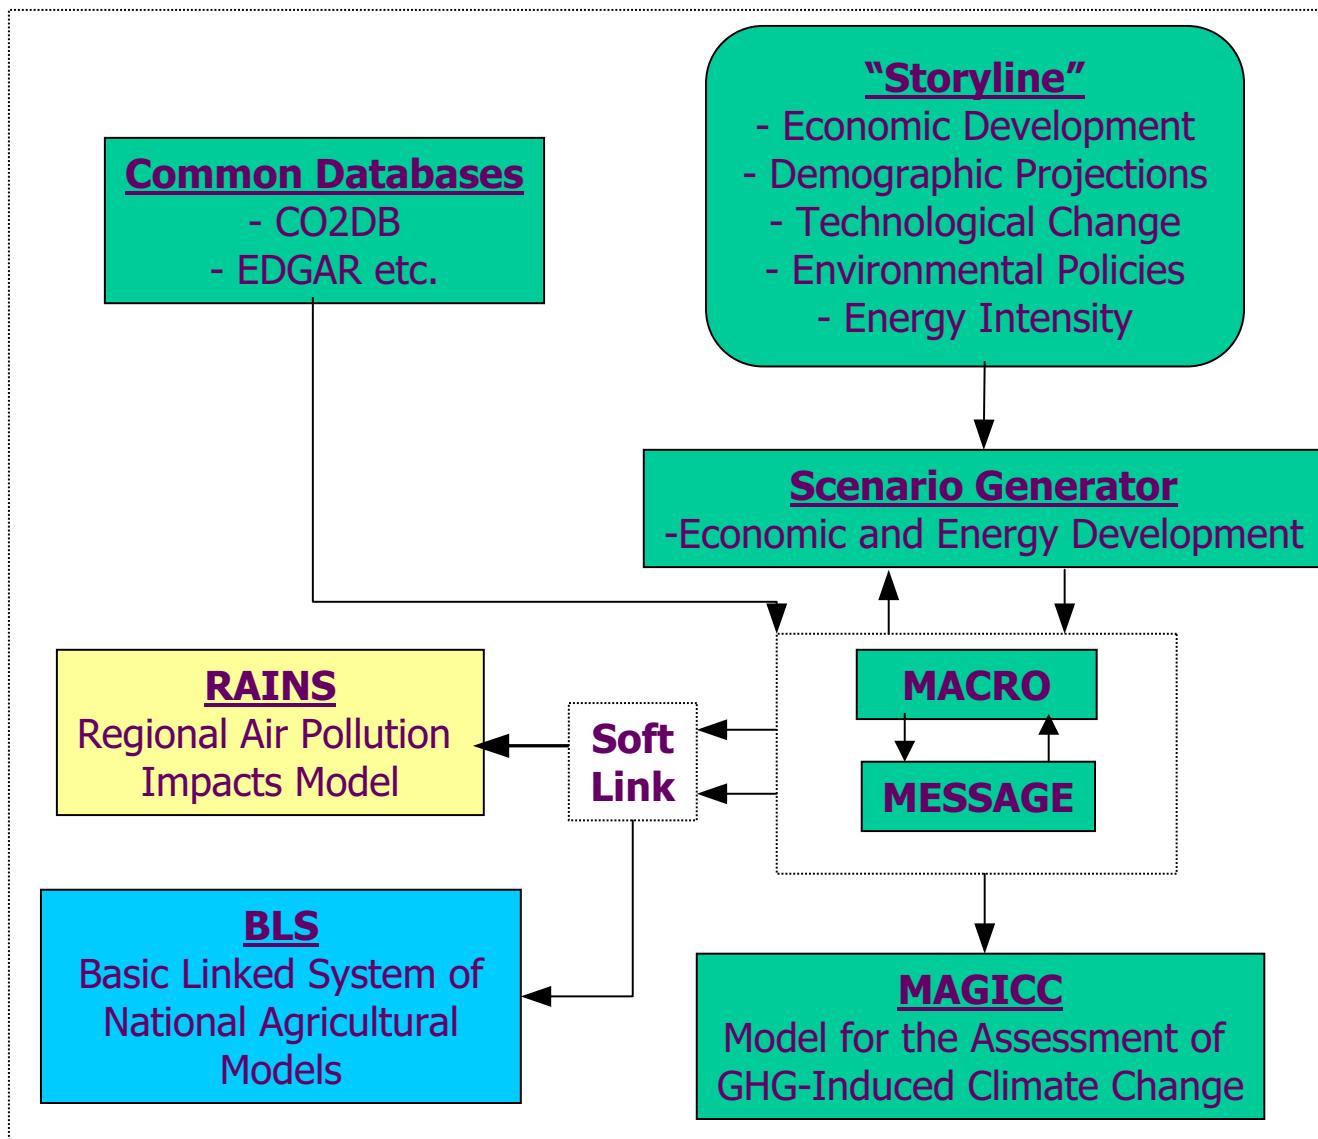 “Storyline”
- Economic Development
- Demographic Projections
- Technological Change
- Environmental Policies
- Energy Intensity
Common Databases
- CO2DB
- EDGAR etc.
Scenario Generator
-Economic and Energy Development
MACRO
MESSAGE
Soft
Link
RAINS
Regional Air Pollution
Impacts Model
BLS
Basic Linked System of
National Agricultural
Models
MAGICC
Model for the Assessment of
GHG-Induced Climate Change